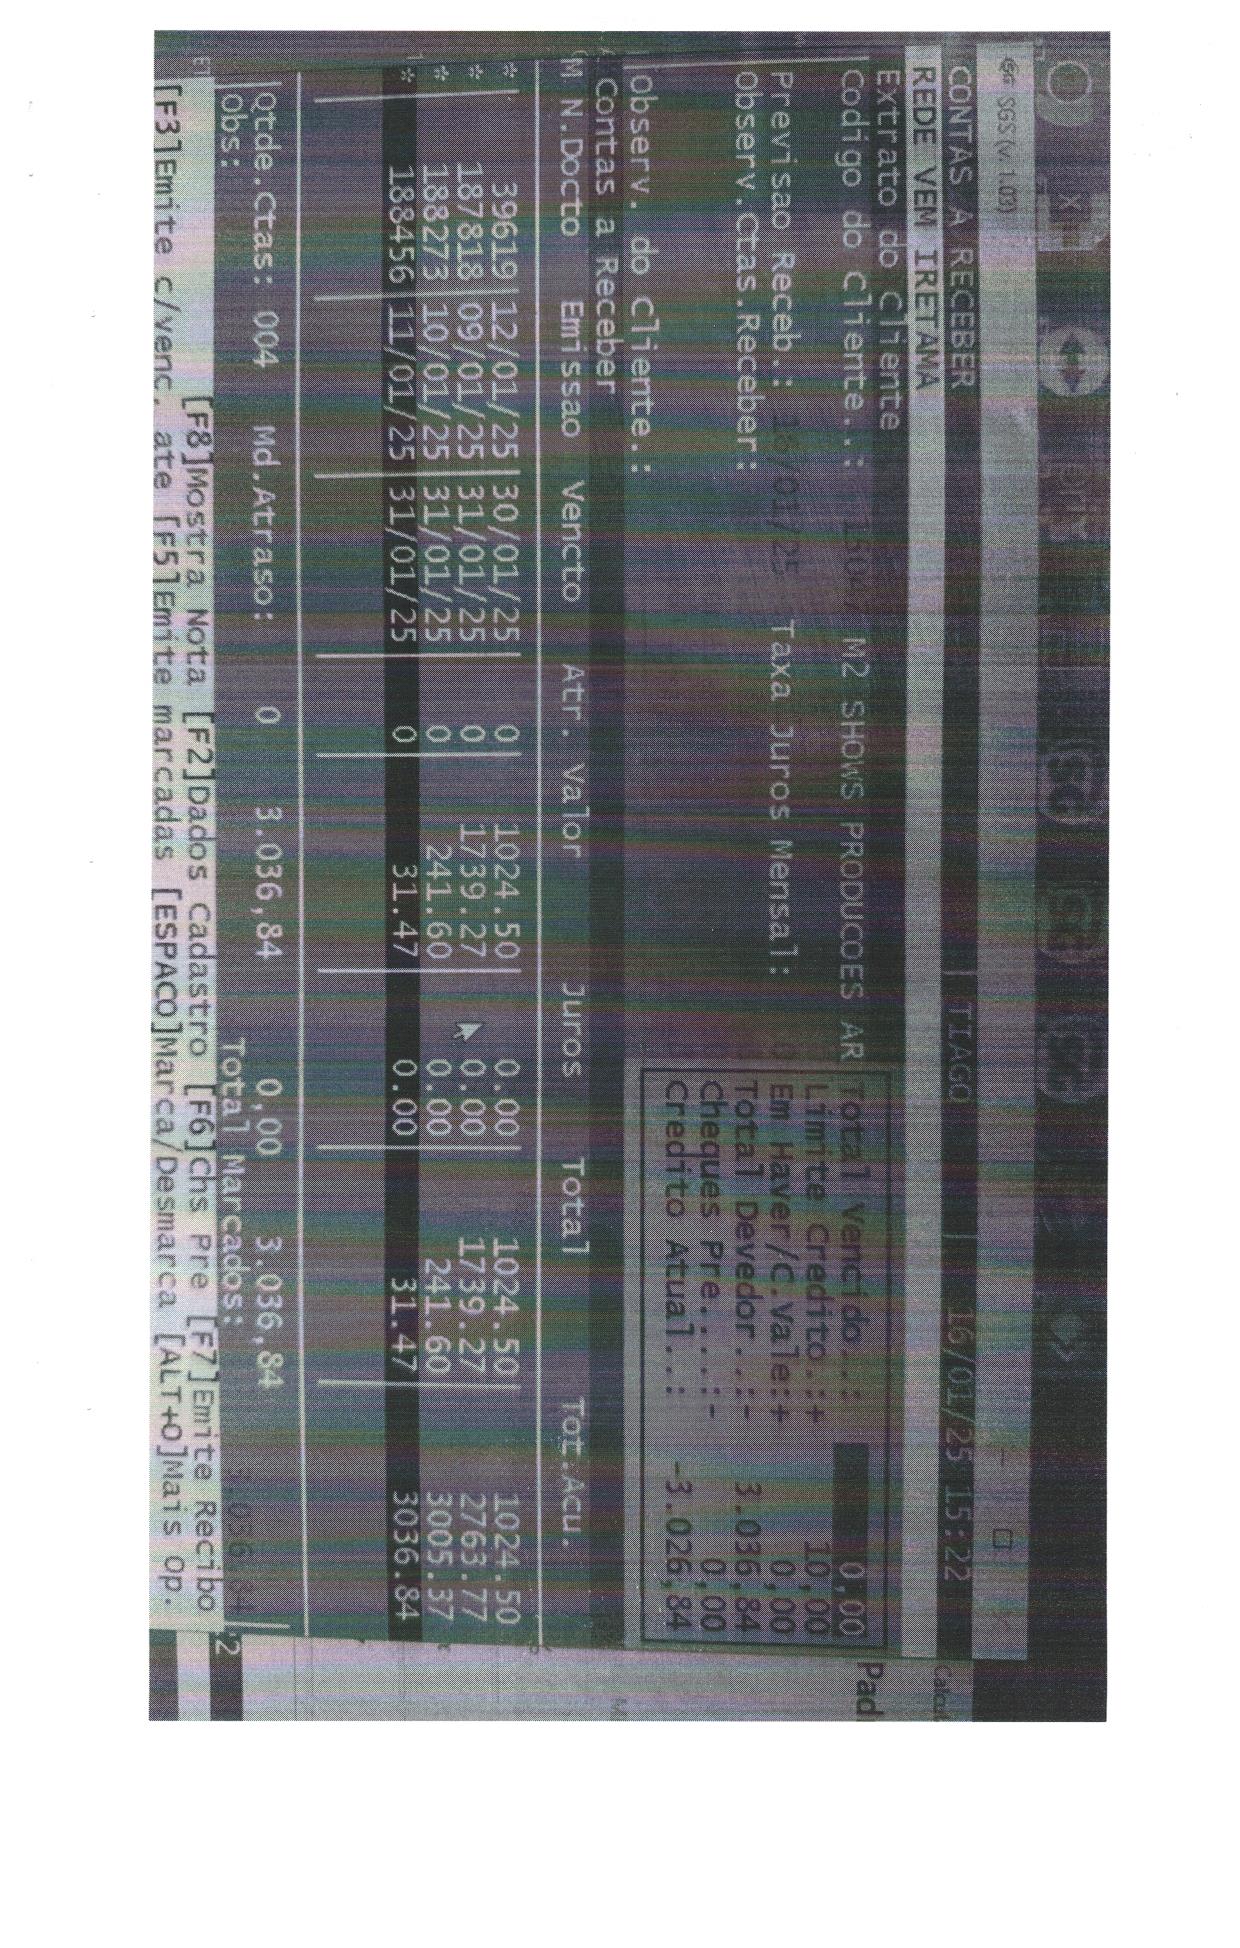 SGS(v 1.03)
CONTAS A RECEBER | TIAGO | 16/01/25 15:22
REDE VEM IRETAMA
Extrato do Cliente
Codigo do Cliente..: M2 SHOWS PRODUCOES AR
Previsao Receb.: 16/01/25 Taxa Juros Mensal:
Observ.Ctas.Receber:
Observ. do Cliente.:
Total Vencido..: 0,00
Limite Credito.:+ 10,00
Em Haver/C.Vale:+ 0,00
Total Devedor..:- 3.036,84
Cheques Pre....:- 0,00
Credito Atual..: -3.026,84
Contas a Receber
M N.Docto Emissao Vencto Atr. Valor Juros Total Tot.Acu.
* 39619 12/01/25 30/01/25 0 1024.50 0.00 1024.50 1024.50
* 187818 09/01/25 31/01/25 0 1739.27 0.00 1739.27 2763.77
* 188273 10/01/25 31/01/25 0 241.60 0.00 241.60 3005.37
* 188456 11/01/25 31/01/25 0 31.47 0.00 31.47 3036.84
Qtde.Ctas: 004 Md.Atraso: 0 3.036,84 0,00 3.036,84
Obs: Total Marcados: 3.036,84
[F8]Mostra Nota [F2]Dados Cadastro [F6]Chs Pre [F7]Emite Recibo
[F3]Emite c/venc. ate [F5]Emite marcadas [ESPACO]Marca/Desmarca [ALT+O]Mais Op.
Pad